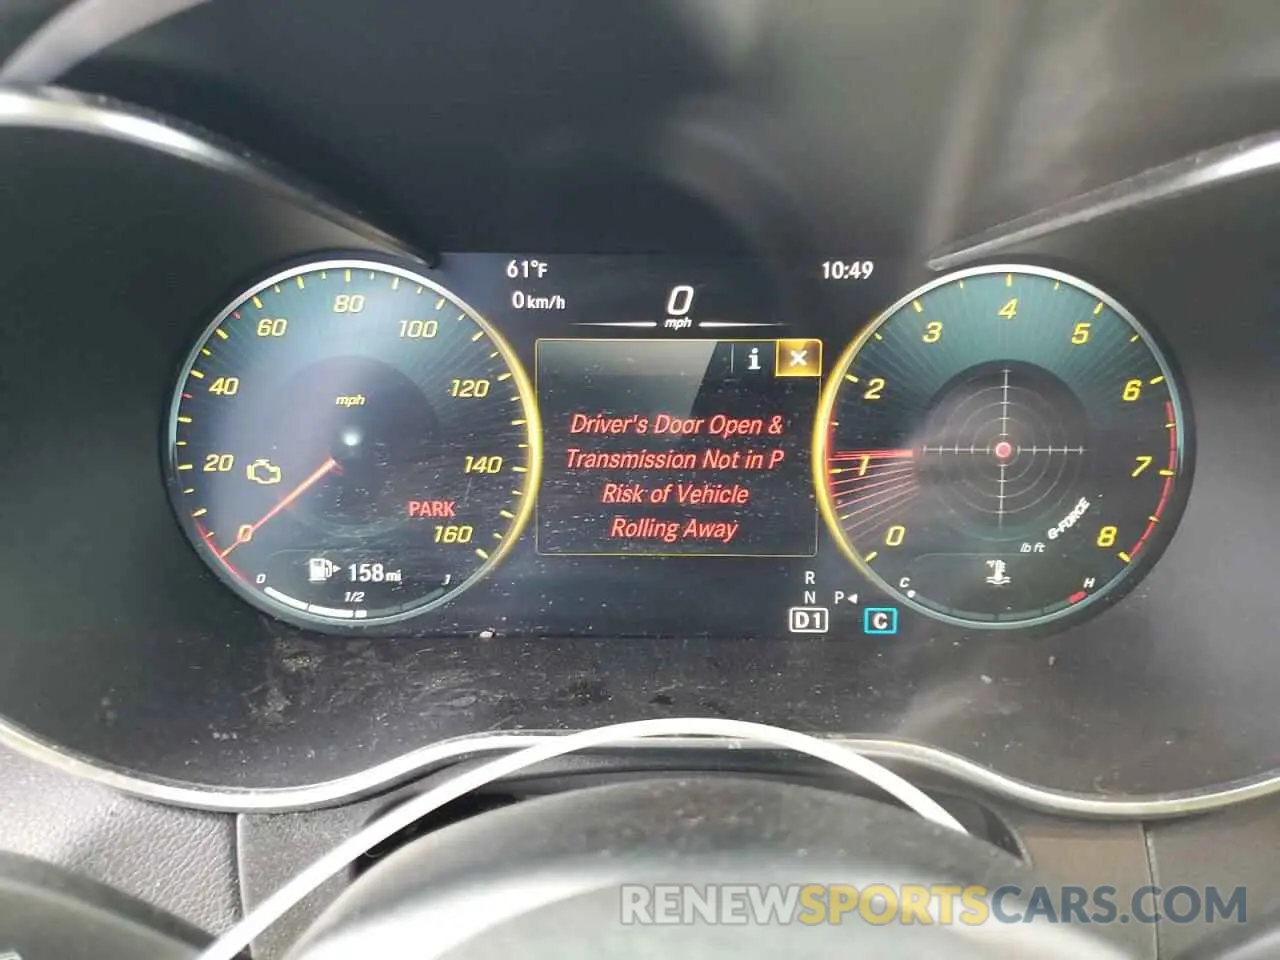 61°F
10:49
0 km/h
0
mph
i ×
Driver's Door Open &
Transmission Not in P
Risk of Vehicle
Rolling Away
0 20 40 60 80 100 120 140 160
mph
PARK
158 mi
0 1/2 1
R
N P◄
D1 C
0 1 2 3 4 5 6 7 8
G-FORCE
lb ft
°F
C H
RENEWSPORTSCARS.COM